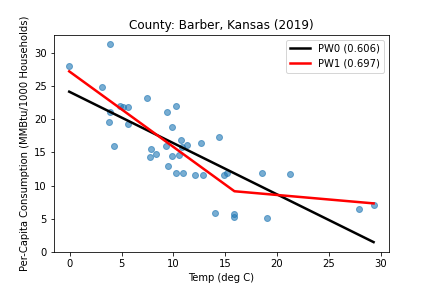 County: Barber, Kansas (2019)
PW0 (0.606)
PW1 (0.697)
Per-Capita Consumption (MMBtu/1000 Households)
30
25
20
15
10
5
0
0 5 10 15 20 25 30
Temp (deg C)